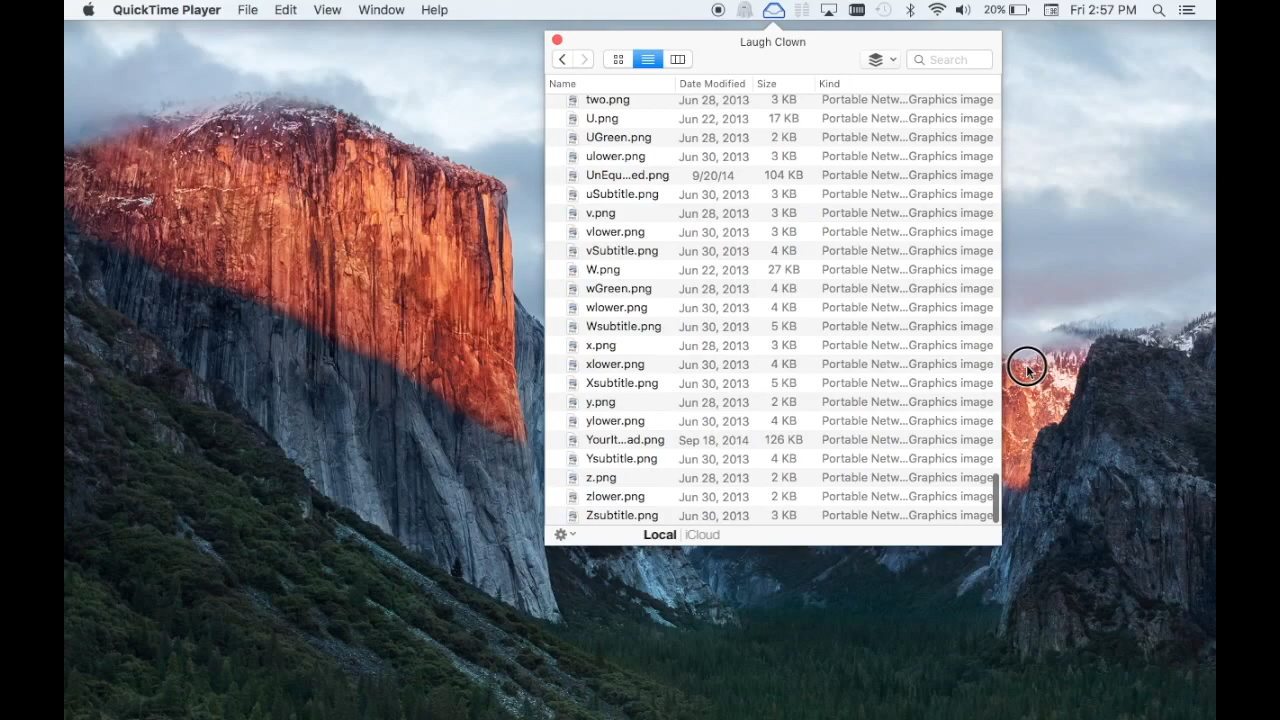 QuickTime Player File Edit View Window Help 20% Fri 2:57 PM
Laugh Clown
Search
Name Date Modified Size Kind
two.png Jun 28, 2013 3 KB Portable Netw...Graphics image
U.png Jun 22, 2013 17 KB Portable Netw...Graphics image
UGreen.png Jun 28, 2013 2 KB Portable Netw...Graphics image
ulower.png Jun 30, 2013 3 KB Portable Netw...Graphics image
UnEqu...ed.png 9/20/14 104 KB Portable Netw...Graphics image
uSubtitle.png Jun 30, 2013 3 KB Portable Netw...Graphics image
v.png Jun 28, 2013 3 KB Portable Netw...Graphics image
vlower.png Jun 30, 2013 3 KB Portable Netw...Graphics image
vSubtitle.png Jun 30, 2013 4 KB Portable Netw...Graphics image
W.png Jun 22, 2013 27 KB Portable Netw...Graphics image
wGreen.png Jun 28, 2013 4 KB Portable Netw...Graphics image
wlower.png Jun 30, 2013 4 KB Portable Netw...Graphics image
Wsubtitle.png Jun 30, 2013 5 KB Portable Netw...Graphics image
x.png Jun 28, 2013 3 KB Portable Netw...Graphics image
xlower.png Jun 30, 2013 4 KB Portable Netw...Graphics image
Xsubtitle.png Jun 30, 2013 5 KB Portable Netw...Graphics image
y.png Jun 28, 2013 2 KB Portable Netw...Graphics image
ylower.png Jun 30, 2013 4 KB Portable Netw...Graphics image
YourIt...ad.png Sep 18, 2014 126 KB Portable Netw...Graphics image
Ysubtitle.png Jun 30, 2013 4 KB Portable Netw...Graphics image
z.png Jun 28, 2013 2 KB Portable Netw...Graphics image
zlower.png Jun 30, 2013 2 KB Portable Netw...Graphics image
Zsubtitle.png Jun 30, 2013 3 KB Portable Netw...Graphics image
Local | iCloud